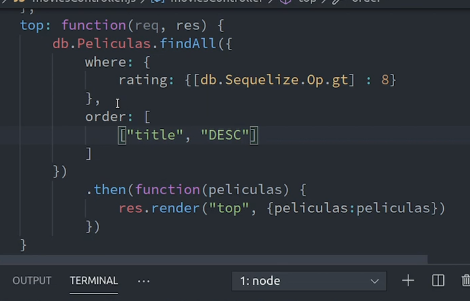 top: function(req, res) {
db.Peliculas.findAll({
where: {
rating: {[db.Sequelize.Op.gt] : 8}
},
order: [
["title", "DESC"]
]
})
.then(function(peliculas) {
res.render("top", {peliculas:peliculas})
})
}
OUTPUT TERMINAL ··· 1: node